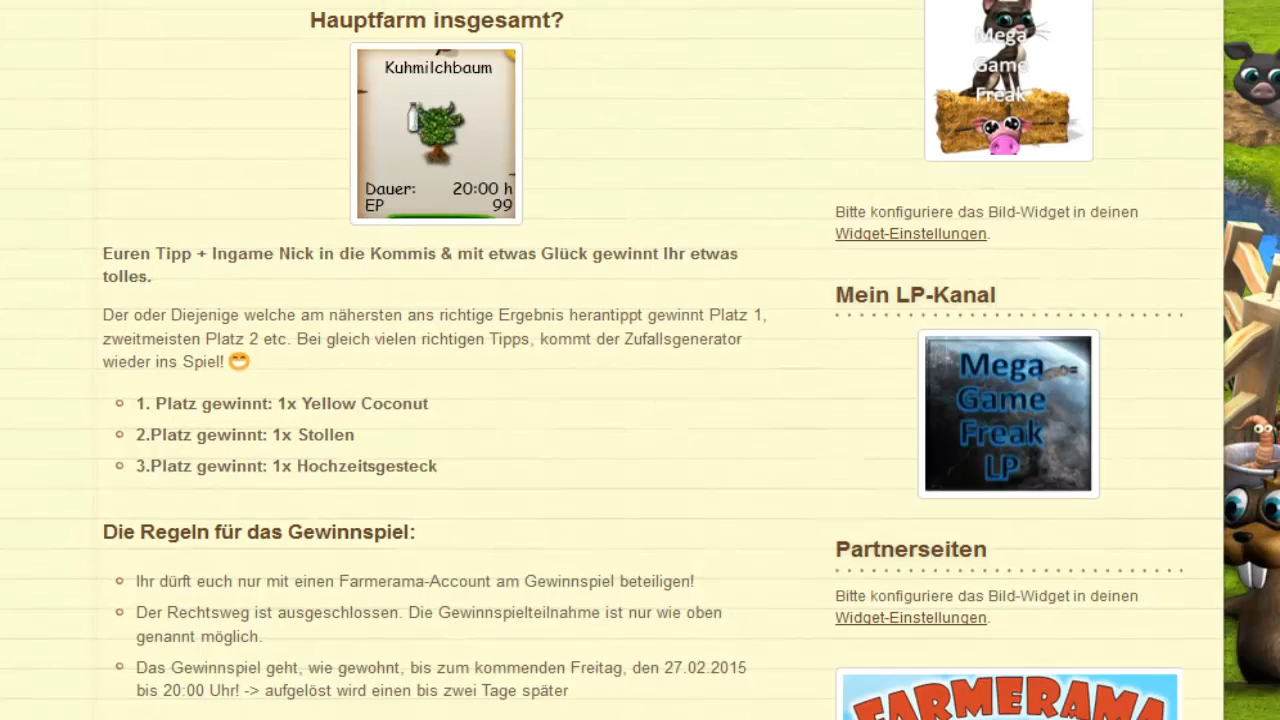 Hauptfarm insgesamt?
Kuhmilchbaum
Dauer: 20:00 h
EP 99
Euren Tipp + Ingame Nick in die Kommis & mit etwas Glück gewinnt Ihr etwas
tolles.
Der oder Diejenige welche am nähersten ans richtige Ergebnis herantippt gewinnt Platz 1,
zweitmeisten Platz 2 etc. Bei gleich vielen richtigen Tipps, kommt der Zufallsgenerator
wieder ins Spiel! 😁
1. Platz gewinnt: 1x Yellow Coconut
2.Platz gewinnt: 1x Stollen
3.Platz gewinnt: 1x Hochzeitsgesteck
Die Regeln für das Gewinnspiel:
Ihr dürft euch nur mit einen Farmerama-Account am Gewinnspiel beteiligen!
Der Rechtsweg ist ausgeschlossen. Die Gewinnspielteilnahme ist nur wie oben
genannt möglich.
Das Gewinnspiel geht, wie gewohnt, bis zum kommenden Freitag, den 27.02.2015
bis 20:00 Uhr! -> aufgelöst wird einen bis zwei Tage später
Mega
Game
Freak
Bitte konfiguriere das Bild-Widget in deinen
Widget-Einstellungen.
Mein LP-Kanal
Mega
Game
Freak
LP
Partnerseiten
Bitte konfiguriere das Bild-Widget in deinen
Widget-Einstellungen.
FARMERAMA